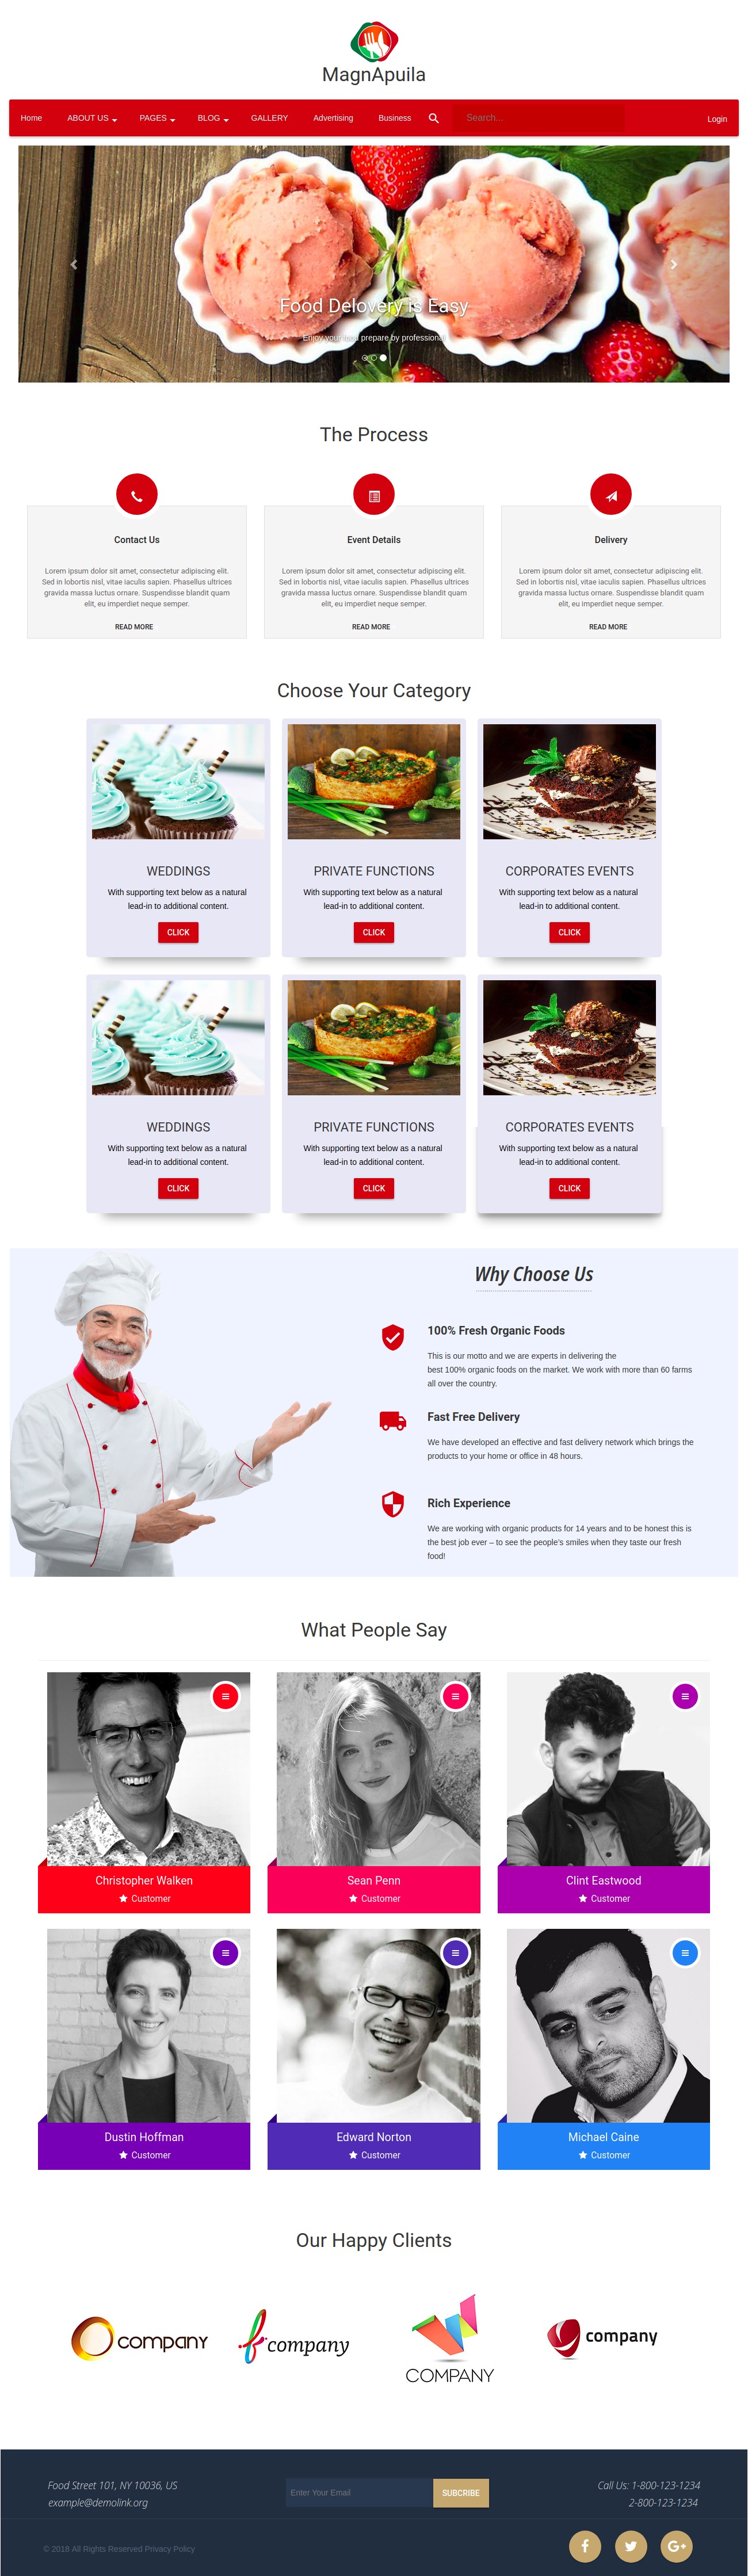 MagnApuila
Home ABOUT US PAGES BLOG GALLERY Advertising Business Search... Login
Food Delovery is Easy
Enjoy your food prepare by professional
The Process
Contact Us
Lorem ipsum dolor sit amet, consectetur adipiscing elit.
Sed in lobortis nisl, vitae iaculis sapien. Phasellus ultrices
gravida massa luctus ornare. Suspendisse blandit quam
elit, eu imperdiet neque semper.
READ MORE
Event Details
Lorem ipsum dolor sit amet, consectetur adipiscing elit.
Sed in lobortis nisl, vitae iaculis sapien. Phasellus ultrices
gravida massa luctus ornare. Suspendisse blandit quam
elit, eu imperdiet neque semper.
READ MORE
Delivery
Lorem ipsum dolor sit amet, consectetur adipiscing elit.
Sed in lobortis nisl, vitae iaculis sapien. Phasellus ultrices
gravida massa luctus ornare. Suspendisse blandit quam
elit, eu imperdiet neque semper.
READ MORE
Choose Your Category
WEDDINGS
With supporting text below as a natural
lead-in to additional content.
CLICK
PRIVATE FUNCTIONS
With supporting text below as a natural
lead-in to additional content.
CLICK
CORPORATES EVENTS
With supporting text below as a natural
lead-in to additional content.
CLICK
WEDDINGS
With supporting text below as a natural
lead-in to additional content.
CLICK
PRIVATE FUNCTIONS
With supporting text below as a natural
lead-in to additional content.
CLICK
CORPORATES EVENTS
With supporting text below as a natural
lead-in to additional content.
CLICK
Why Choose Us
100% Fresh Organic Foods
This is our motto and we are experts in delivering the
best 100% organic foods on the market. We work with more than 60 farms
all over the country.
Fast Free Delivery
We have developed an effective and fast delivery network which brings the
products to your home or office in 48 hours.
Rich Experience
We are working with organic products for 14 years and to be honest this is
the best job ever – to see the people's smiles when they taste our fresh
food!
What People Say
Christopher Walken
Customer
Sean Penn
Customer
Clint Eastwood
Customer
Dustin Hoffman
Customer
Edward Norton
Customer
Michael Caine
Customer
Our Happy Clients
company
company
COMPANY
company
Food Street 101, NY 10036, US
example@demolink.org
Enter Your Email
SUBCRIBE
Call Us: 1-800-123-1234
2-800-123-1234
© 2018 All Rights Reserved Privacy Policy